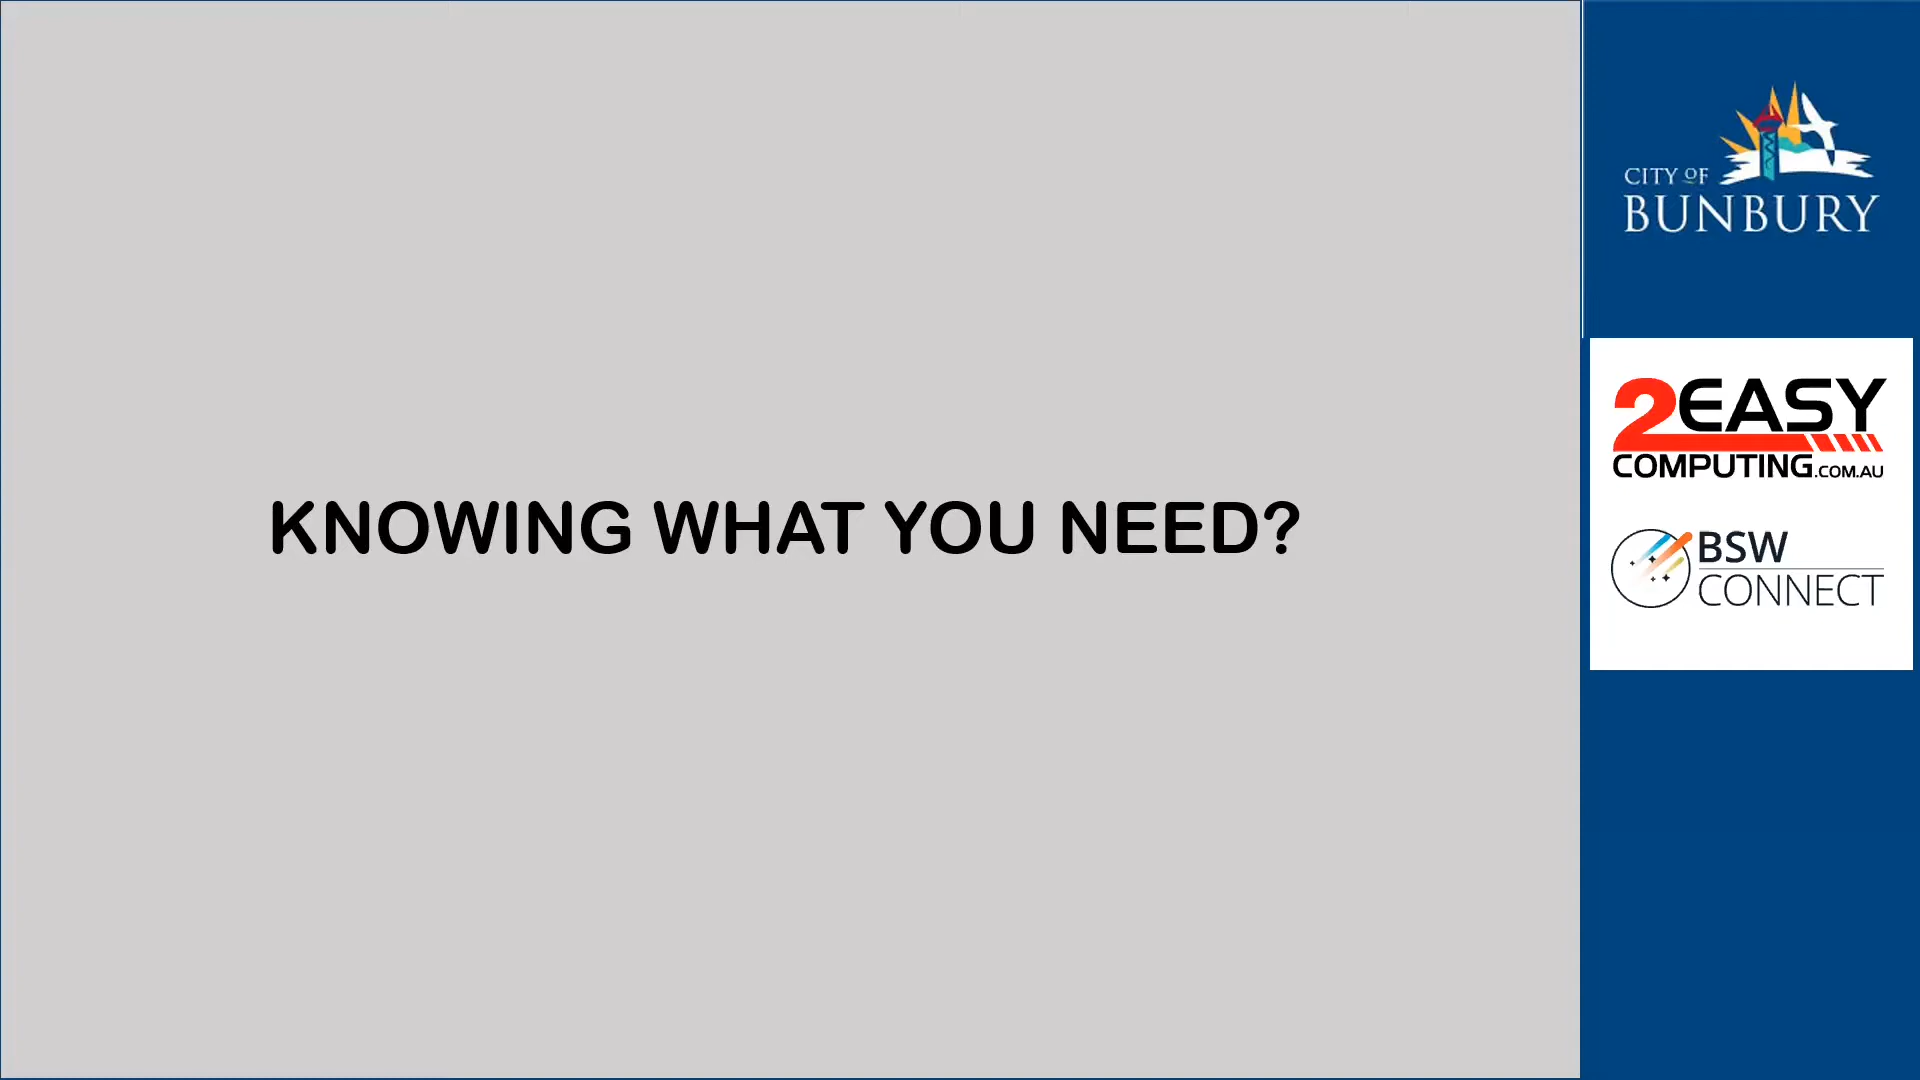 KNOWING WHAT YOU NEED?
CITY OF
BUNBURY
2EASY
COMPUTING.COM.AU
BSW
CONNECT